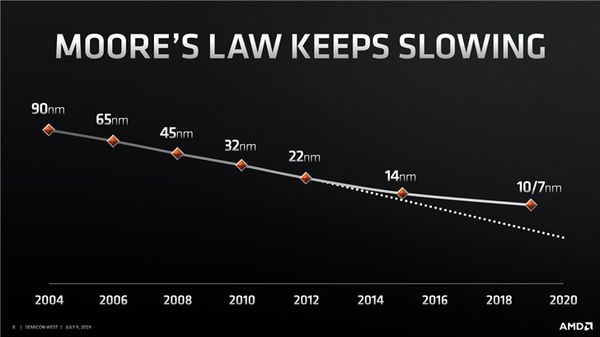 MOORE'S LAW KEEPS SLOWING
90nm
65nm
45nm
32nm
22nm
14nm
10/7nm
2004 2006 2008 2010 2012 2014 2016 2018 2020
8 | SEMICON WEST | JULY 9, 2019
AMD